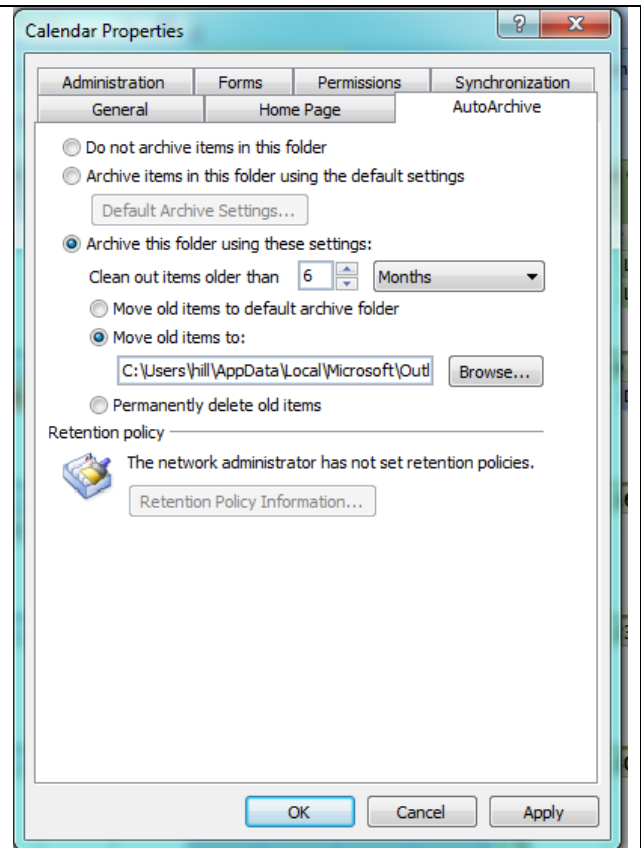 Calendar Properties
Administration Forms Permissions Synchronization
General Home Page AutoArchive
Do not archive items in this folder
Archive items in this folder using the default settings
Default Archive Settings...
Archive this folder using these settings:
Clean out items older than 6 Months
Move old items to default archive folder
Move old items to:
C:\Users\hill\AppData\Local\Microsoft\Outl Browse...
Permanently delete old items
Retention policy
The network administrator has not set retention policies.
Retention Policy Information...
OK Cancel Apply